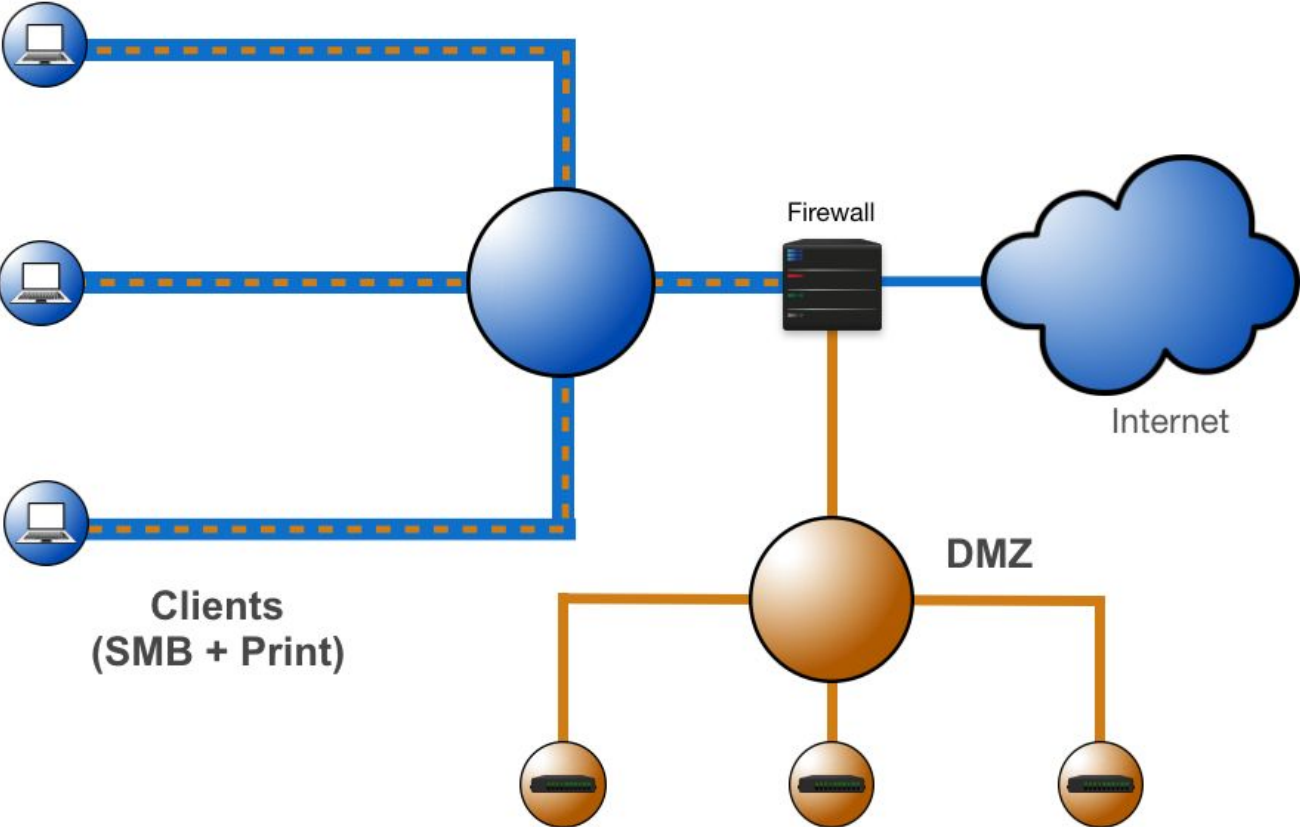 Firewall
Internet
DMZ
Clients
(SMB + Print)